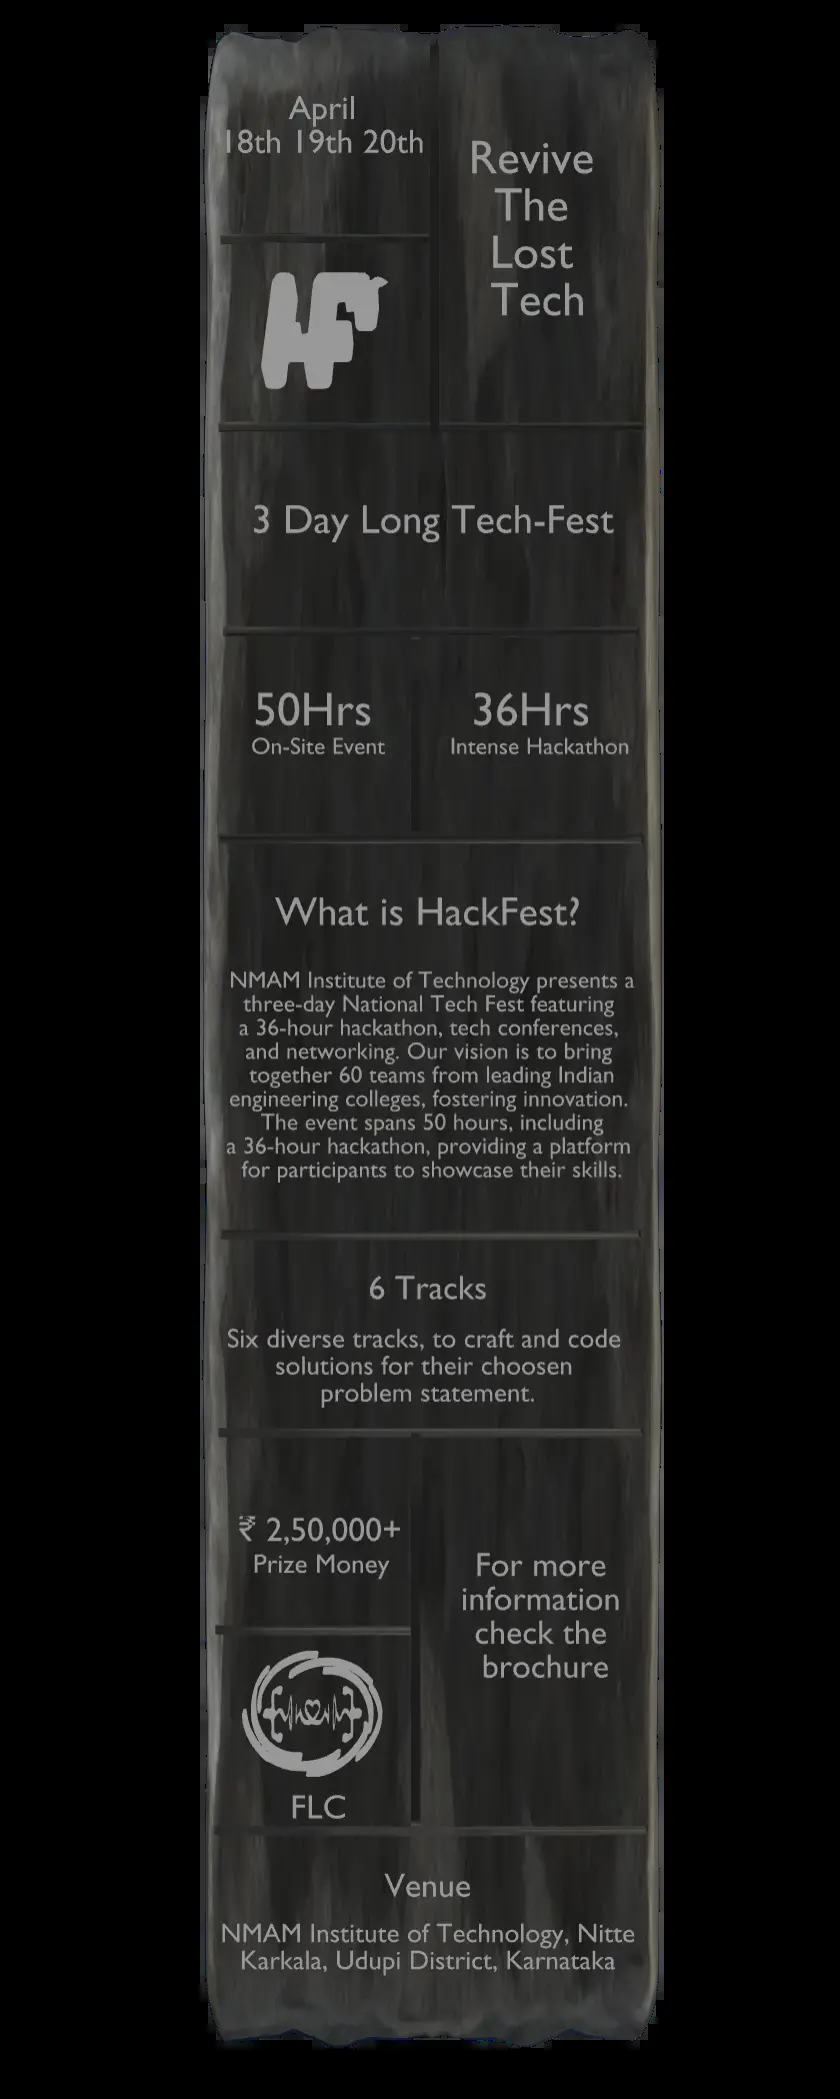 April
18th 19th 20th
Revive
The
Lost
Tech
HF
3 Day Long Tech-Fest
50Hrs
On-Site Event
36Hrs
Intense Hackathon
What is HackFest?
NMAM Institute of Technology presents a
three-day National Tech Fest featuring
a 36-hour hackathon, tech conferences,
and networking. Our vision is to bring
together 60 teams from leading Indian
engineering colleges, fostering innovation.
The event spans 50 hours, including
a 36-hour hackathon, providing a platform
for participants to showcase their skills.
6 Tracks
Six diverse tracks, to craft and code
solutions for their choosen
problem statement.
₹ 2,50,000+
Prize Money
For more
information
check the
brochure
FLC
Venue
NMAM Institute of Technology, Nitte
Karkala, Udupi District, Karnataka